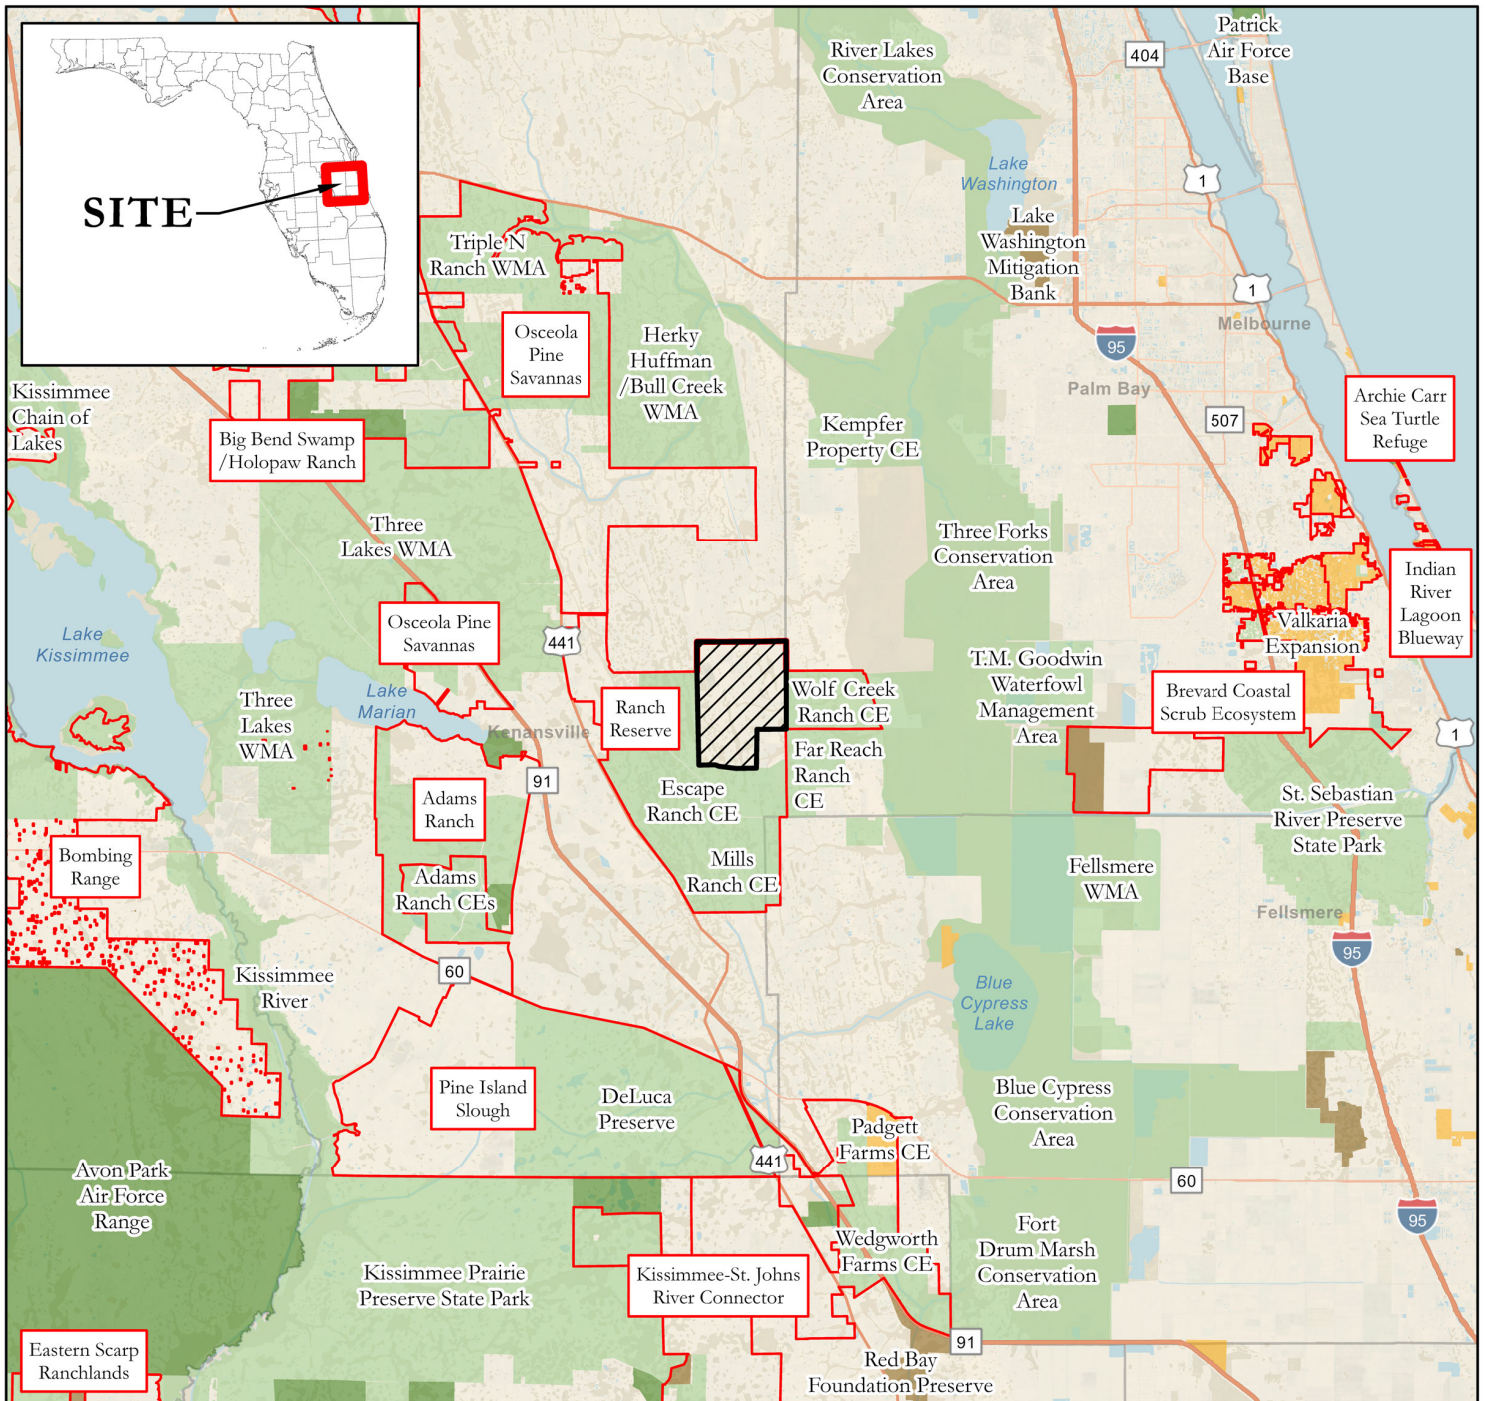 SITE
Patrick
Air Force
Base
River Lakes
Conservation
Area
404
Lake
Washington
1
Lake
Washington
Mitigation
Bank
Triple N
Ranch WMA
1
Melbourne
95
Osceola
Pine
Savannas
Herky
Huffman
/Bull Creek
WMA
Palm Bay
Kissimmee
Chain of
Lakes
Big Bend Swamp
/Holopaw Ranch
Kempfer
Property CE
507
Archie Carr
Sea Turtle
Refuge
Three
Lakes WMA
Three Forks
Conservation
Area
Indian
River
Lagoon
Blueway
Lake
Kissimmee
Osceola Pine
Savannas
441
Valkaria
Expansion
T.M. Goodwin
Waterfowl
Management
Area
Three
Lakes
WMA
Lake
Marian
Kenansville
Ranch
Reserve
Wolf Creek
Ranch CE
Brevard Coastal
Scrub Ecosystem
1
Far Reach
Ranch
CE
91
Adams
Ranch
Escape
Ranch CE
St. Sebastian
River Preserve
State Park
Bombing
Range
Adams
Ranch CEs
Mills
Ranch CE
Fellsmere
WMA
Fellsmere
95
Kissimmee
River
60
Blue
Cypress
Lake
Pine Island
Slough
DeLuca
Preserve
Blue Cypress
Conservation
Area
Padgett
Farms CE
441
60
Avon Park
Air Force
Range
95
Kissimmee Prairie
Preserve State Park
Kissimmee-St. Johns
River Connector
Wedgworth
Farms CE
Fort
Drum Marsh
Conservation
Area
91
Eastern Scarp
Ranchlands
Red Bay
Foundation Preserve